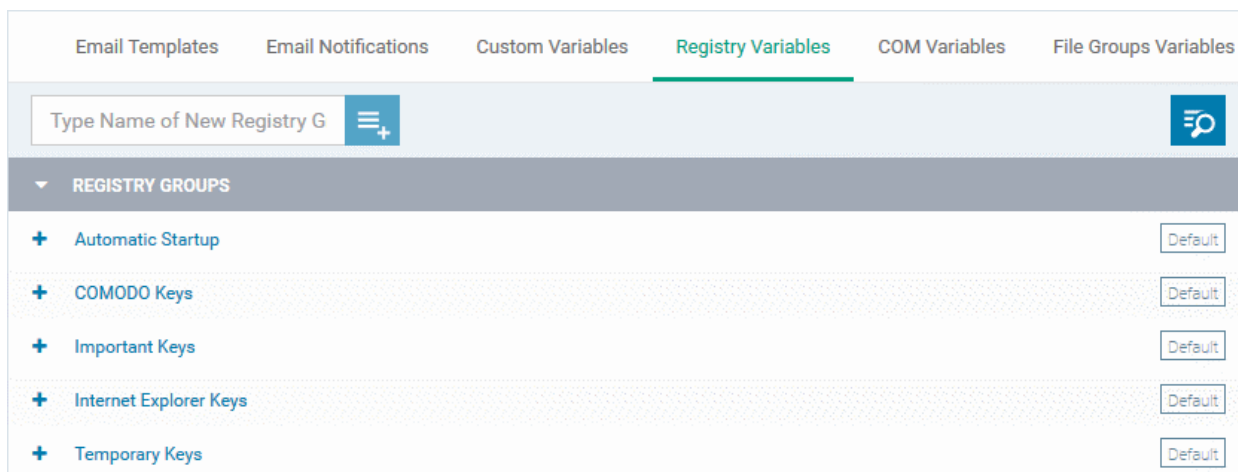 Email Templates Email Notifications Custom Variables Registry Variables COM Variables File Groups Variables
Type Name of New Registry G
REGISTRY GROUPS
Automatic Startup Default
COMODO Keys Default
Important Keys Default
Internet Explorer Keys Default
Temporary Keys Default